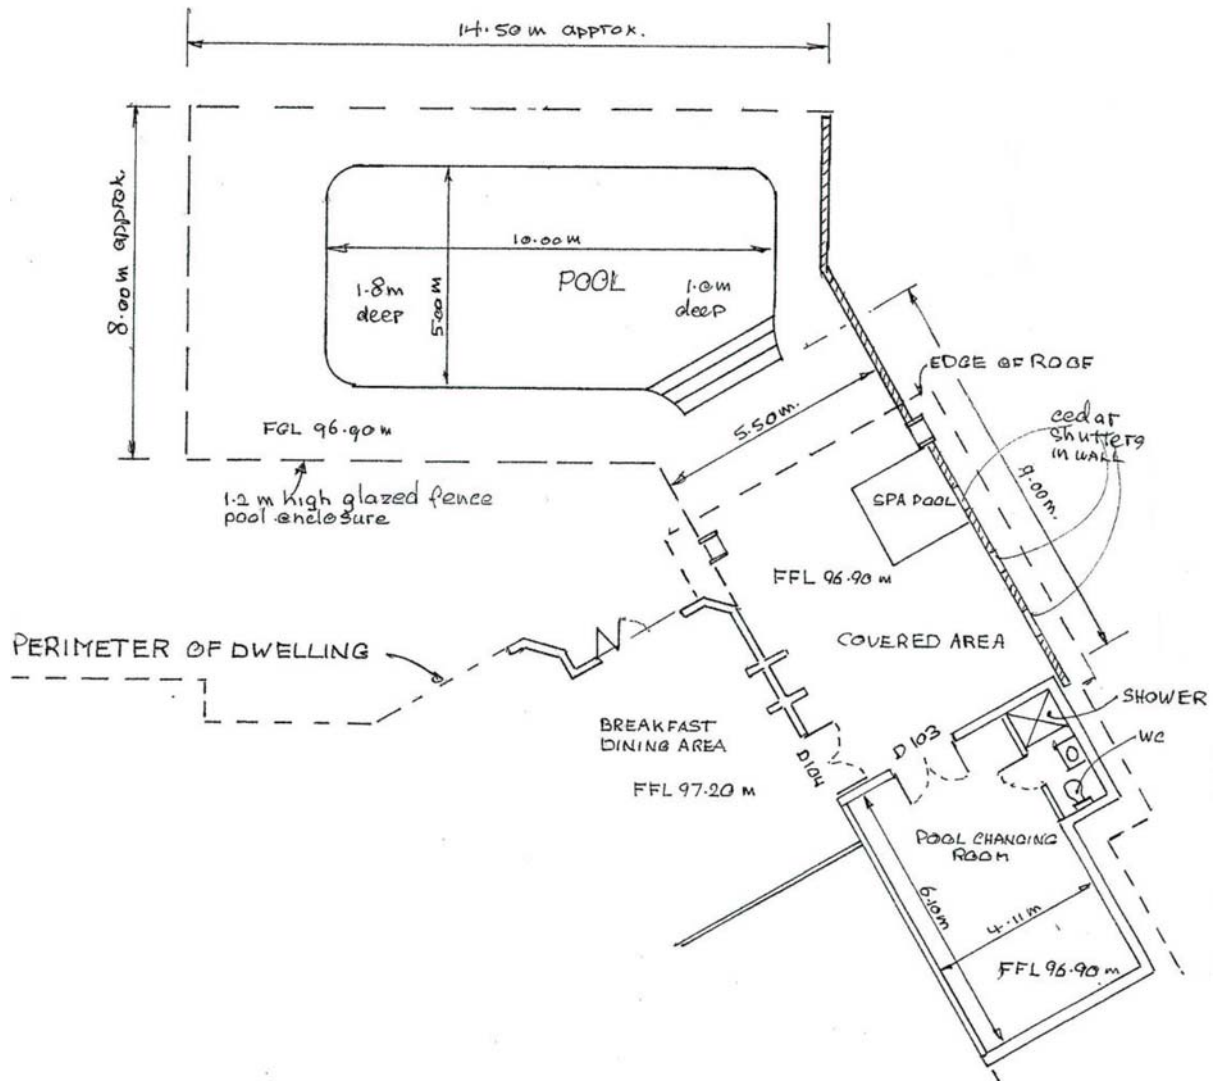 14.50 m approx.
8.00 m approx.
10.00 m
POOL
1.8m
deep
5.00m
1.0m
deep
EDGE OF ROOF
5.50m.
cedar
shutters
IN WALL
FGL 96.90 m
1.2 m high glazed fence
pool enclosure
SPA POOL
9.00m.
FFL 96.90 m
PERIMETER OF DWELLING
COVERED AREA
SHOWER
BREAKFAST
DINING AREA
D103
WC
D104
FFL 97.20 m
POOL CHANGING
ROOM
6.10m
4.11m
FFL 96.90 m